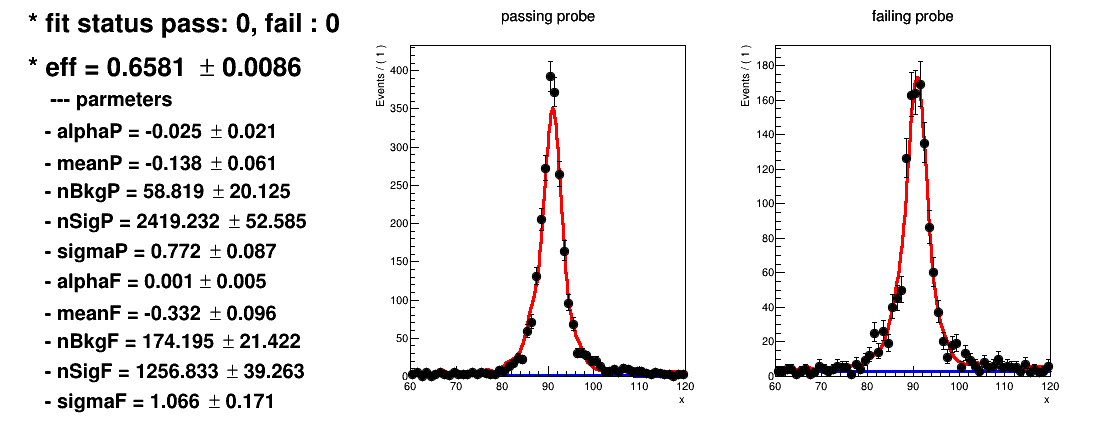 * fit status pass: 0, fail : 0
* eff = 0.6581 ± 0.0086
--- parmeters
- alphaP = -0.025 ± 0.021
- meanP = -0.138 ± 0.061
- nBkgP = 58.819 ± 20.125
- nSigP = 2419.232 ± 52.585
- sigmaP = 0.772 ± 0.087
- alphaF = 0.001 ± 0.005
- meanF = -0.332 ± 0.096
- nBkgF = 174.195 ± 21.422
- nSigF = 1256.833 ± 39.263
- sigmaF = 1.066 ± 0.171
passing probe
Events / ( 1 )
400
350
300
250
200
150
100
50
0
60 70 80 90 100 110 120
x
failing probe
Events / ( 1 )
180
160
140
120
100
80
60
40
20
0
60 70 80 90 100 110 120
x